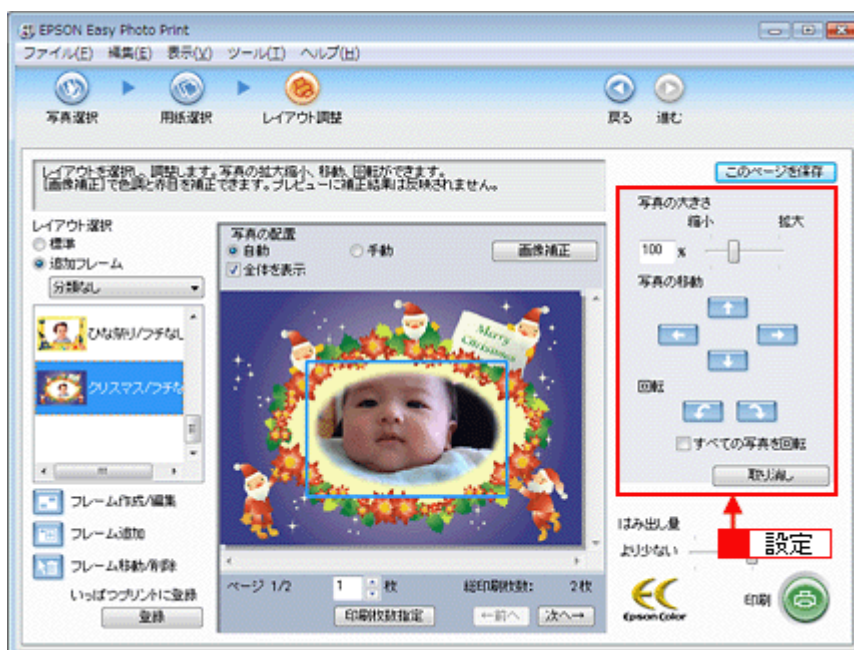 EPSON Easy Photo Print
ファイル(F) 編集(E) 表示(V) ツール(T) ヘルプ(H)
写真選択 用紙選択 レイアウト調整 戻る 進む
レイアウトを選択し、調整します。写真の拡大縮小、移動、回転ができます。
[画像補正]で色調と赤目を補正できます。プレビューに補正結果は反映されません。
このページを保存
レイアウト選択
標準
追加フレーム
分類なし
ひな祭り/フチなし
クリスマス/フチな
フレーム作成/編集
フレーム追加
フレーム移動/削除
いっぱつプリントに登録
登録
写真の配置
自動 手動 画像補正
全体を表示
Merry
Christmas
ページ 1/2 1 枚 総印刷枚数: 2枚
印刷枚数指定 ←前へ 次へ→
写真の大きさ
縮小 拡大
100 %
写真の移動
回転
すべての写真を回転
取り消し
はみ出し量
設定
より少ない
Epson Color
印刷